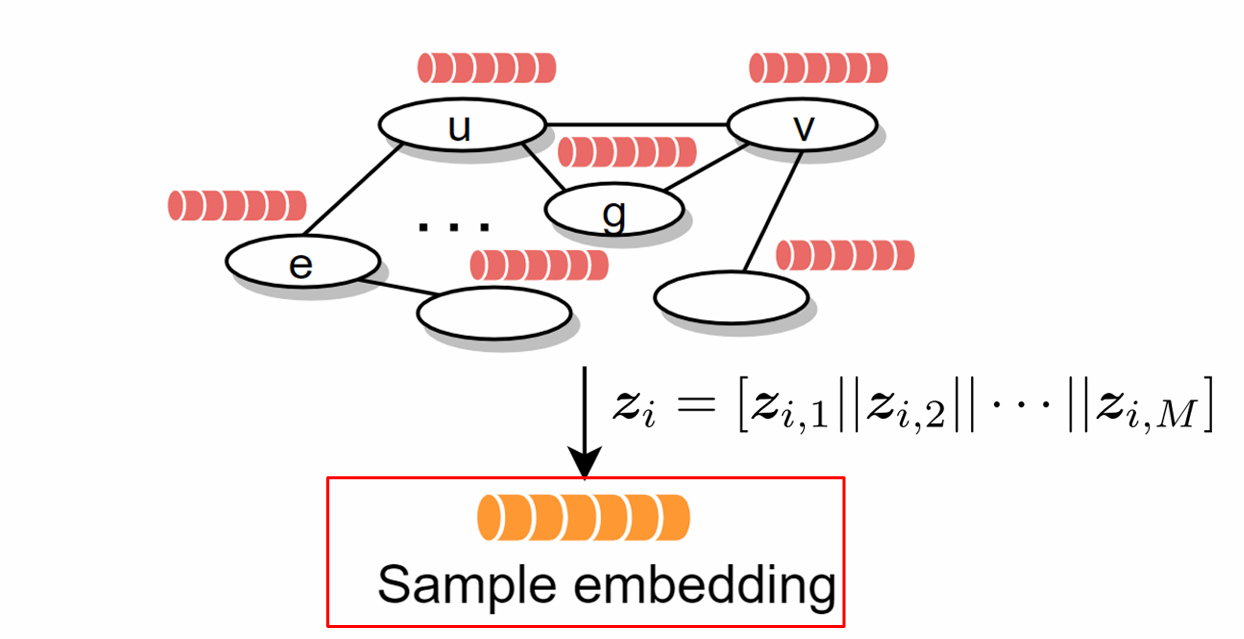 u
v
g
. . .
e
z_i = [z_{i,1}||z_{i,2}|| ··· ||z_{i,M}]
Sample embedding